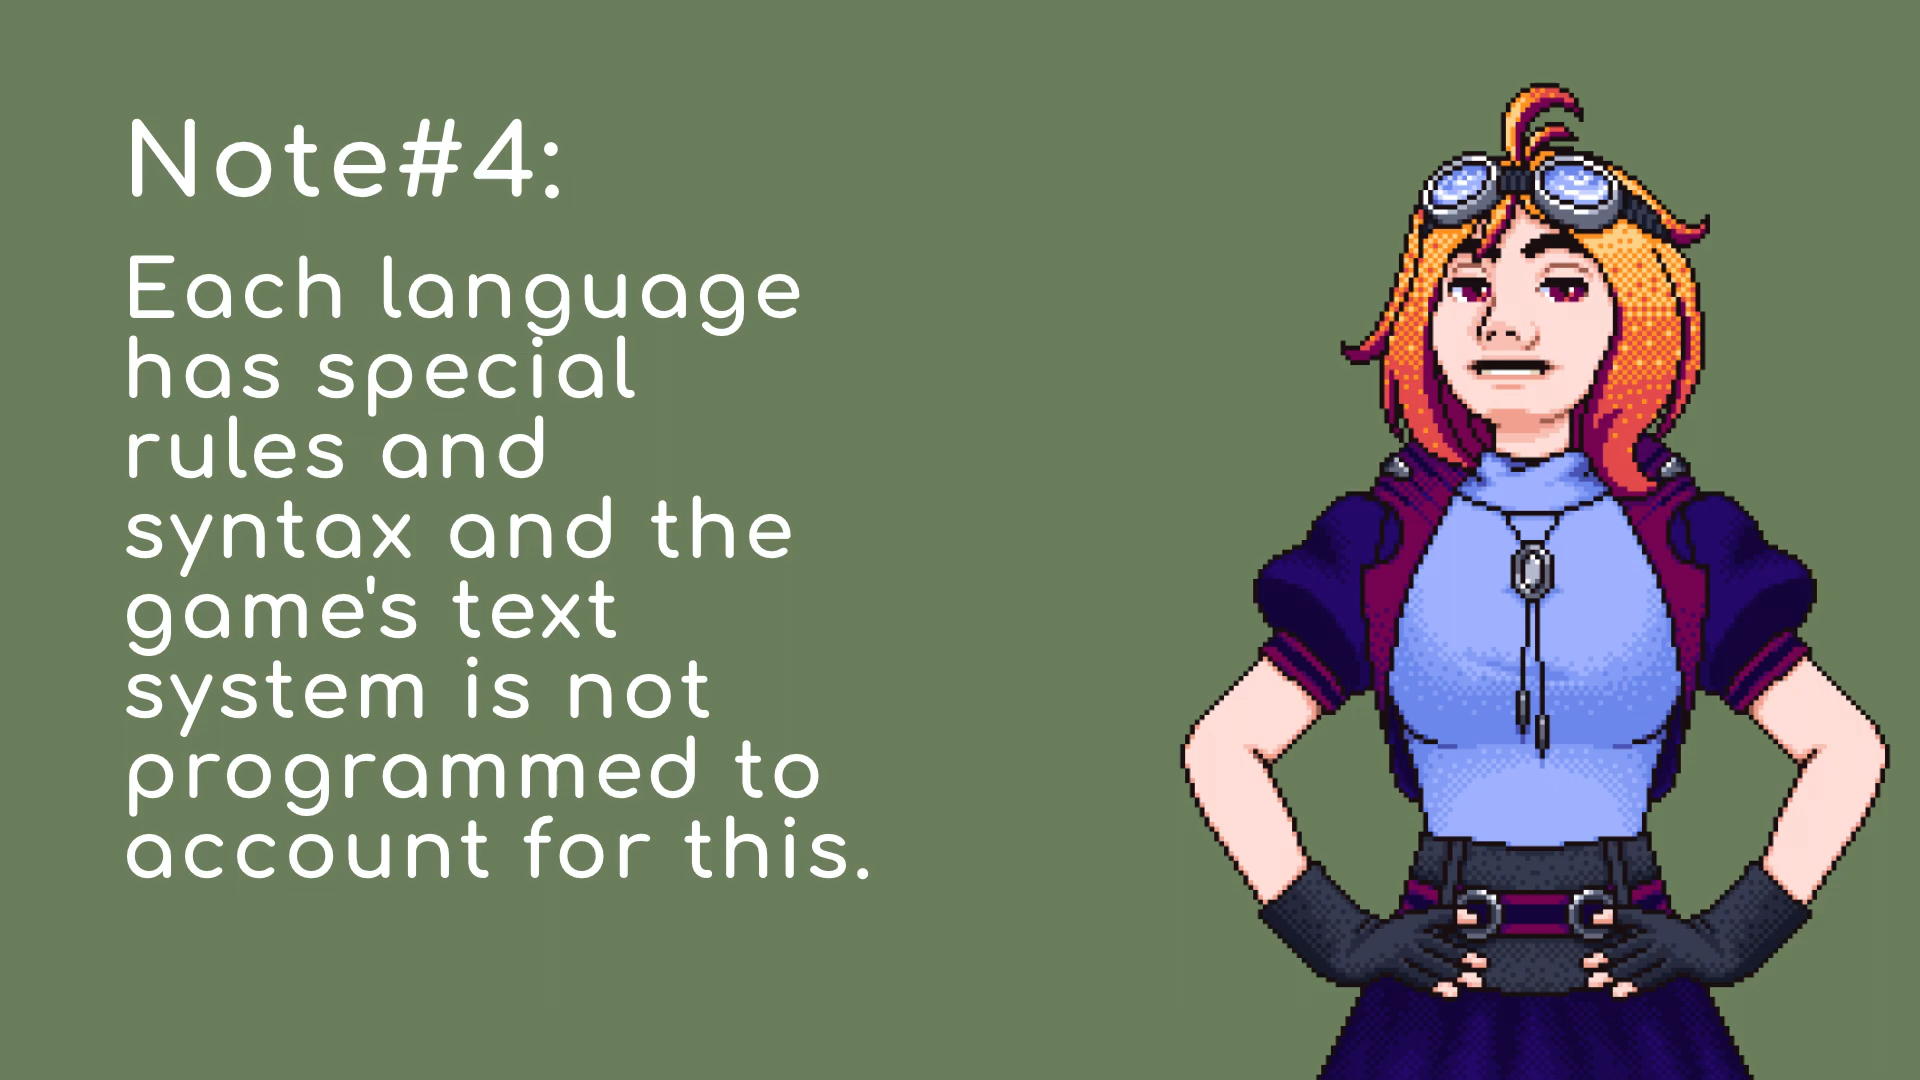 Note#4:
Each language
has special
rules and
syntax and the
game's text
system is not
programmed to
account for this.